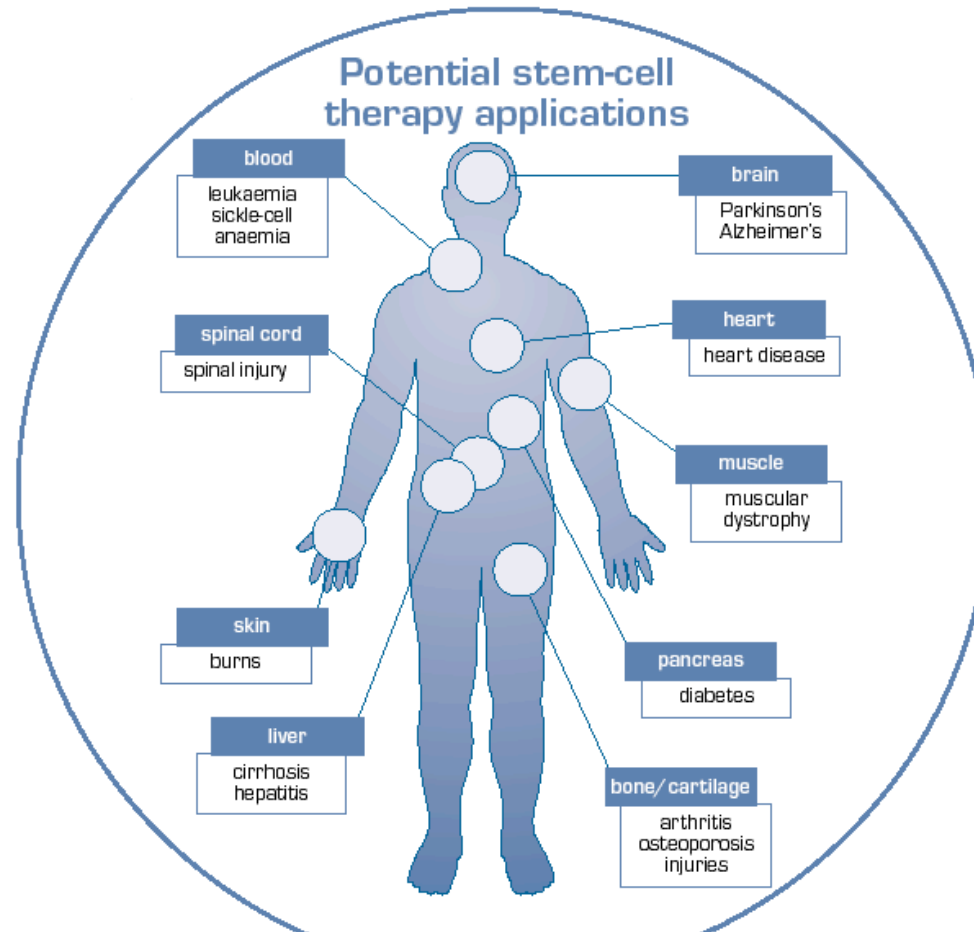 Potential stem-cell
therapy applications
blood
leukaemia
sickle-cell
anaemia
brain
Parkinson's
Alzheimer's
spinal cord
spinal injury
heart
heart disease
muscle
muscular
dystrophy
skin
burns
pancreas
diabetes
liver
cirrhosis
hepatitis
bone/cartilage
arthritis
osteoporosis
injuries